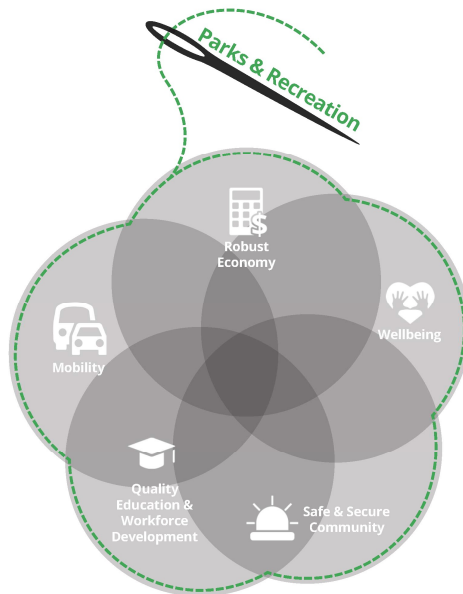 Parks & Recreation
Robust
Economy
Wellbeing
Mobility
Quality
Education &
Workforce
Development
Safe & Secure
Community